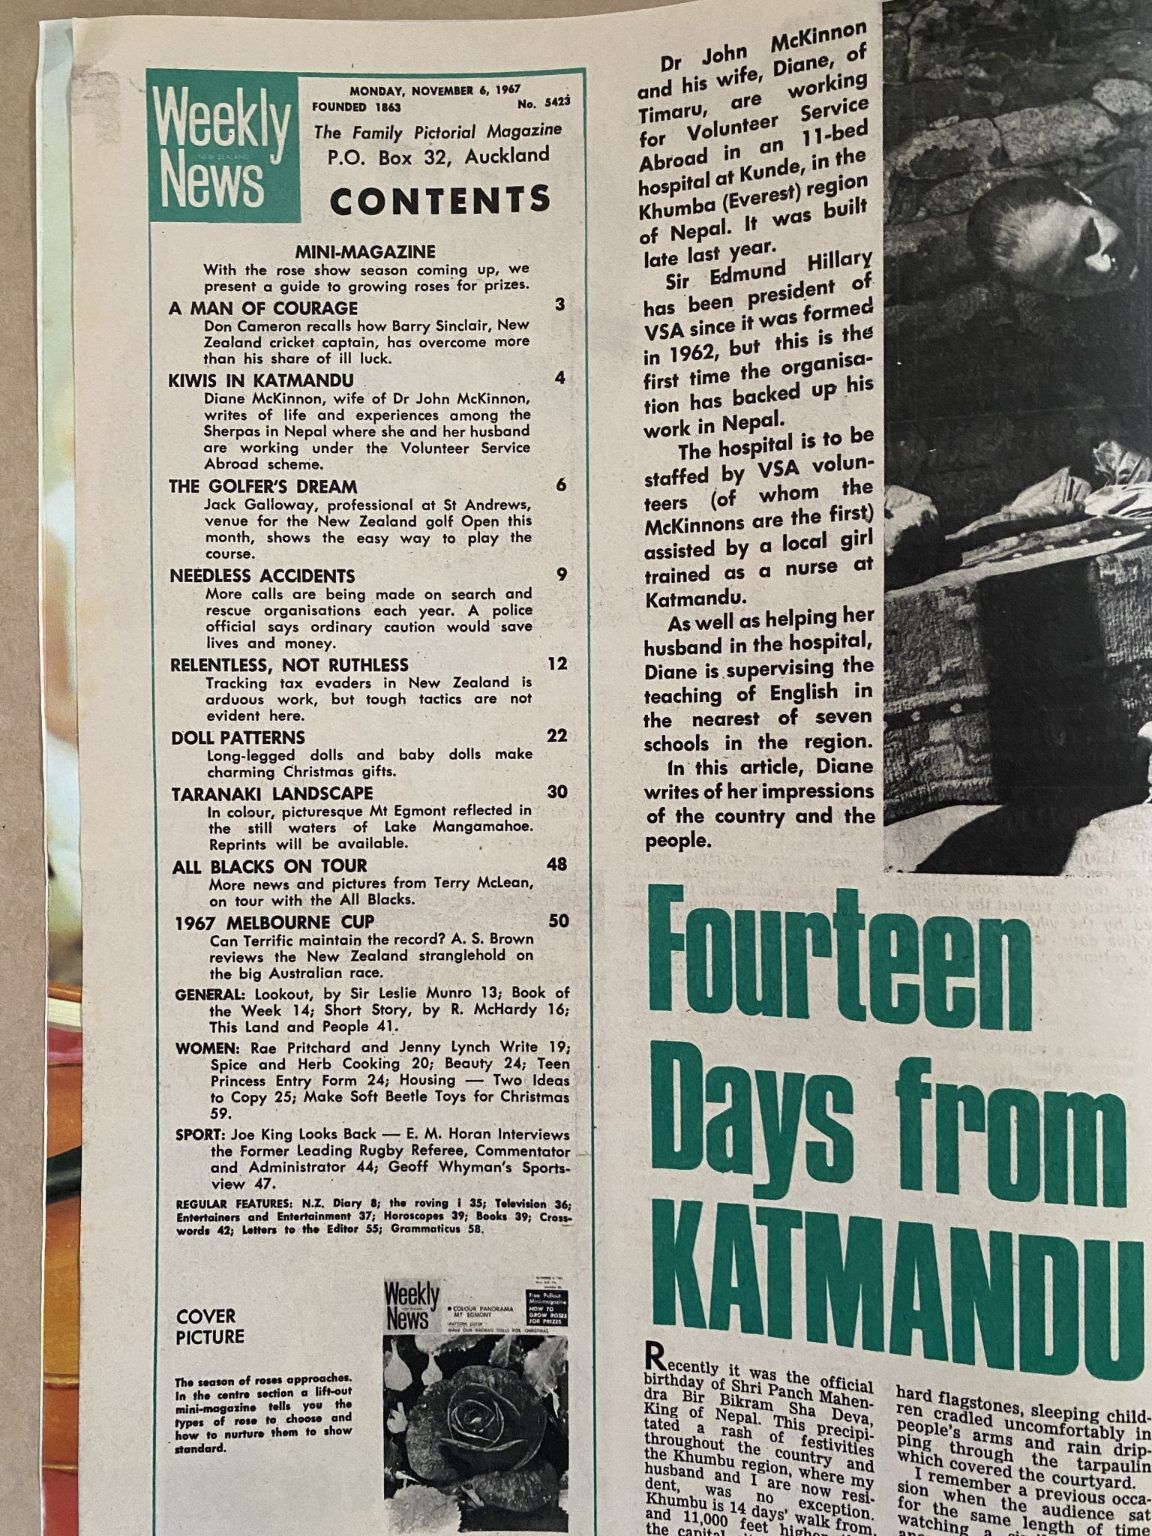 Weekly
NEW ZEALAND
News
MONDAY, NOVEMBER 6, 1967
FOUNDED 1863 No. 5423
The Family Pictorial Magazine
P.O. Box 32, Auckland
CONTENTS
MINI-MAGAZINE
With the rose show season coming up, we
present a guide to growing roses for prizes.
A MAN OF COURAGE 3
Don Cameron recalls how Barry Sinclair, New
Zealand cricket captain, has overcome more
than his share of ill luck.
KIWIS IN KATMANDU 4
Diane McKinnon, wife of Dr John McKinnon,
writes of life and experiences among the
Sherpas in Nepal where she and her husband
are working under the Volunteer Service
Abroad scheme.
THE GOLFER'S DREAM 6
Jack Galloway, professional at St Andrews,
venue for the New Zealand golf Open this
month, shows the easy way to play the
course.
NEEDLESS ACCIDENTS 9
More calls are being made on search and
rescue organisations each year. A police
official says ordinary caution would save
lives and money.
RELENTLESS, NOT RUTHLESS 12
Tracking tax evaders in New Zealand is
arduous work, but tough tactics are not
evident here.
DOLL PATTERNS 22
Long-legged dolls and baby dolls make
charming Christmas gifts.
TARANAKI LANDSCAPE 30
In colour, picturesque Mt Egmont reflected in
the still waters of Lake Mangamahoe.
Reprints will be available.
ALL BLACKS ON TOUR 48
More news and pictures from Terry McLean,
on tour with the All Blacks.
1967 MELBOURNE CUP 50
Can Terrific maintain the record? A. S. Brown
reviews the New Zealand stranglehold on
the big Australian race.
GENERAL: Lookout, by Sir Leslie Munro 13; Book of
the Week 14; Short Story, by R. McHardy 16;
This Land and People 41.
WOMEN: Rae Pritchard and Jenny Lynch Write 19;
Spice and Herb Cooking 20; Beauty 24; Teen
Princess Entry Form 24; Housing — Two Ideas
to Copy 25; Make Soft Beetle Toys for Christmas
59.
SPORT: Joe King Looks Back — E. M. Horan Interviews
the Former Leading Rugby Referee, Commentator
and Administrator 44; Geoff Whyman's Sports-
view 47.
REGULAR FEATURES: N.Z. Diary 8; the roving i 35; Television 36;
Entertainers and Entertainment 37; Horoscopes 39; Books 39; Cross-
words 42; Letters to the Editor 55; Grammaticus 58.
COVER
PICTURE
The season of roses approaches.
In the centre section a lift-out
mini-magazine tells you the
types of rose to choose and
how to nurture them to show
standard.
Weekly
News
COLOUR PANORAMA
MT EGMONT
Free Pullout
Mini-magazine
HOW TO
GROW ROSES
FOR PRIZES
Dr John McKinnon
and his wife, Diane, of
Timaru, are working
for Volunteer Service
Abroad in an 11-bed
hospital at Kunde, in the
Khumba (Everest) region
of Nepal. It was built
late last year.
Sir Edmund Hillary
has been president of
VSA since it was formed
in 1962, but this is the
first time the organisa-
tion has backed up his
work in Nepal.
The hospital is to be
staffed by VSA volun-
teers (of whom the
McKinnons are the first)
assisted by a local girl
trained as a nurse at
Katmandu.
As well as helping her
husband in the hospital,
Diane is supervising the
teaching of English in
the nearest of seven
schools in the region.
In this article, Diane
writes of her impressions
of the country and the
people.
Fourteen
Days from
KATMANDU
Recently it was the official
birthday of Shri Panch Mahen-
dra Bir Bikram Sha Deva,
King of Nepal. This precipi-
tated a rash of festivities
throughout the country and
the Khumbu region, where my
husband and I are now resi-
dent, was no exception.
Khumbu is 14 days' walk from,
and 11,000 feet higher than
the capital,
hard flagstones, sleeping child-
ren cradled uncomfortably in
people's arms and rain drip-
ping through the tarpaulin
which covered the courtyard.
I remember a previous occa-
sion when the audience sat
for the same length of time
watching a